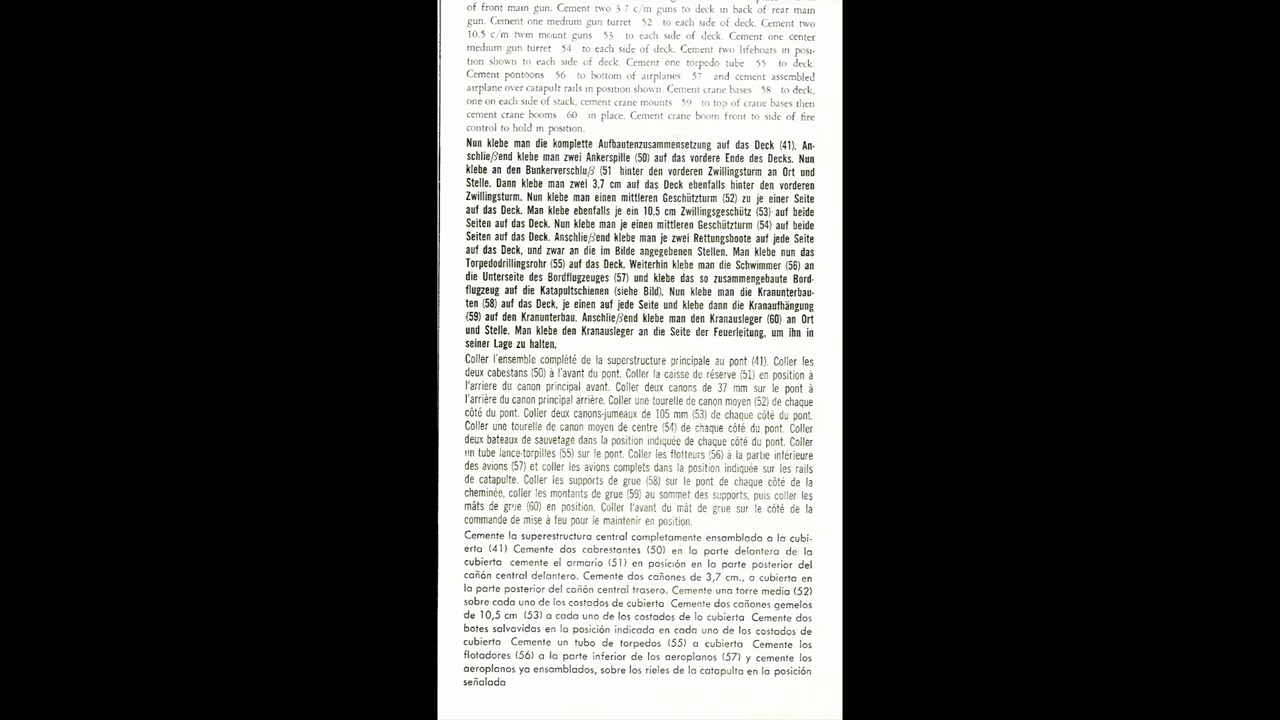 of front main gun. Cement two 3 7 c/m guns to deck in back of rear main
gun. Cement one medium gun turret 52 to each side of deck. Cement two
10.5 c/m twin mount guns 53 to each side of deck. Cement one center
medium gun turret 54 to each side of deck. Cement two lifeboats in posi-
tion shown to each side of deck. Cement one torpedo tube 55 to deck.
Cement pontoons 56 to bottom of airplanes 57 and cement assembled
airplane over catapult rails in position shown. Cement crane bases 58 to deck,
one on each side of stack, cement crane mounts 59 to top of crane bases then
cement crane booms 60 in place. Cement crane boom front to side of fire
control to hold in position.
Nun klebe man die komplette Aufbautenzusammensetzung auf das Deck (41). An-
schließend klebe man zwei Ankerspille (50) auf das vordere Ende des Decks. Nun
klebe an den Bunkerverschluß (51 hinter den vorderen Zwillingsturm an Ort und
Stelle. Dann klebe man zwei 3,7 cm auf das Deck ebenfalls hinter den vorderen
Zwillingsturm. Nun klebe man einen mittleren Geschützturm (52) zu je einer Seite
auf das Deck. Man klebe ebenfalls je ein 10,5 cm Zwillingsgeschütz (53) auf beide
Seiten auf das Deck. Nun klebe man je einen mittleren Geschützturm (54) auf beide
Seiten auf das Deck. Anschließend klebe man je zwei Rettungsboote auf jede Seite
auf das Deck, und zwar an die im Bilde angegebenen Stellen. Man klebe nun das
Torpedodrillingsrohr (55) auf das Deck. Weiterhin klebe man die Schwimmer (56) an
die Unterseite des Bordflugzeuges (57) und klebe das so zusammengebaute Bord-
flugzeug auf die Katapultschienen (siehe Bild). Nun klebe man die Kranunterbau-
ten (58) auf das Deck, je einen auf jede Seite und klebe dann die Kranaufhängung
(59) auf den Kranunterbau. Anschließend klebe man den Kranausleger (60) an Ort
und Stelle. Man klebe den Kranausleger an die Seite der Feuerleitung, um ihn in
seiner Lage zu halten.
Coller l'ensemble complété de la superstructure principale au pont (41). Coller les
deux cabestans (50) à l'avant du pont. Coller la caisse de réserve (51) en position à
l'arriere du canon principal avant. Coller deux canons de 37 mm sur le pont à
l'arrière du canon principal arrière. Coller une tourelle de canon moyen (52) de chaque
côté du pont. Coller deux canons-jumeaux de 105 mm (53) de chaque côté du pont.
Coller une tourelle de canon moyen de centre (54) de chaque côté du pont. Coller
deux bateaux de sauvetage dans la position indiquée de chaque côté du pont. Coller
un tube lance-torpilles (55) sur le pont. Coller les flotteurs (56) à la partie inférieure
des avions (57) et coller les avions complets dans la position indiquée sur les rails
de catapulte. Coller les supports de grue (58) sur le pont de chaque côté de la
cheminée, coller les montants de grue (59) au sommet des supports, puis coller les
mâts de grue (60) en position. Coller l'avant du mât de grue sur le côté de la
commande de mise à feu pour le maintenir en position.
Cemente la superestructura central completamente ensamblada a la cubi-
erta (41) Cemente dos cabrestantes (50) en la parte delantera de la
cubierta cemente el armario (51) en posición en la parte posterior del
cañón central delantero. Cemente dos cañones de 3,7 cm., a cubierta en
la parte posterior del cañón central trasero. Cemente una torre media (52)
sobre cada uno de los costados de cubierta Cemente dos cañones gemelos
de 10,5 cm (53) a cada uno de los costados de la cubierta Cemente dos
botes salvavidas en la posición indicada en cada uno de los costados de
cubierta Cemente un tubo de torpedos (55) a cubierta Cemente los
flotadores (56) a la parte inferior de los aeroplanos (57) y cemente los
aeroplanos ya ensamblados, sobre los rieles de la catapulta en la posición
señalada